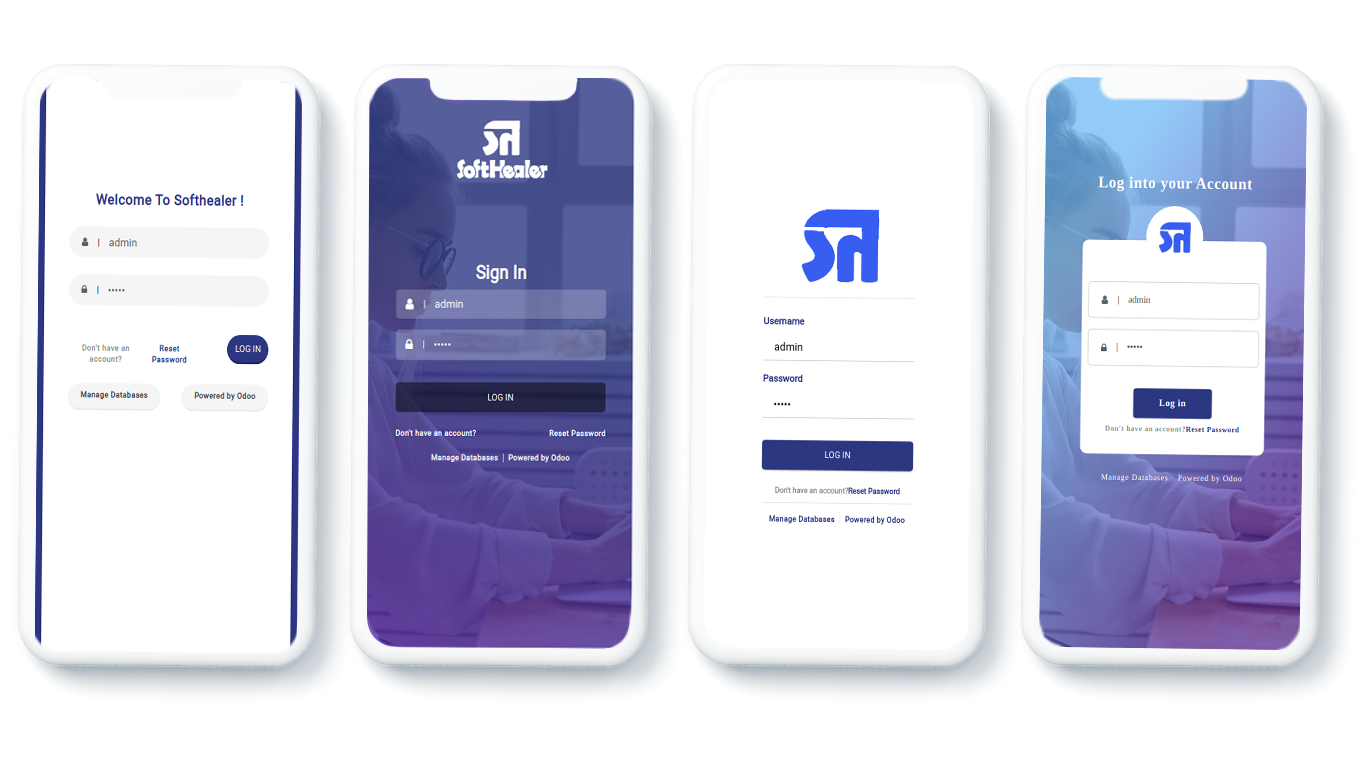 Welcome To Softhealer !
admin
•••••
Don't have an
account?
Reset
Password
LOG IN
Manage Databases
Powered by Odoo
SoftHealer
Sign In
admin
•••••
LOG IN
Don't have an account?
Reset Password
Manage Databases | Powered by Odoo
Username
admin
Password
•••••
LOG IN
Don't have an account?Reset Password
Manage Databases | Powered by Odoo
Log into your Account
admin
•••••
Log in
Don't have an account?Reset Password
Manage Databases Powered by Odoo